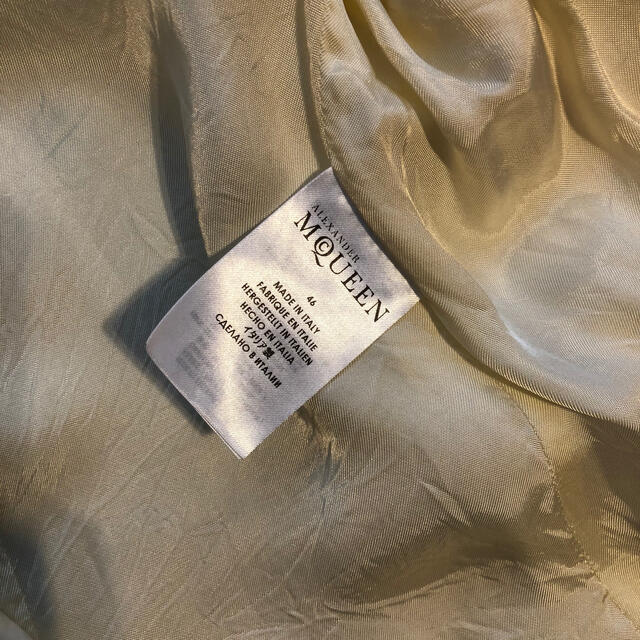 ALEXANDER
McQUEEN
46
MADE IN ITALY
FABRIQUE EN ITALIE
HERGESTELLT IN ITALIEN
HECHO EN ITALIA
イタリア製
СДЕЛАНО В ИТАЛИИ